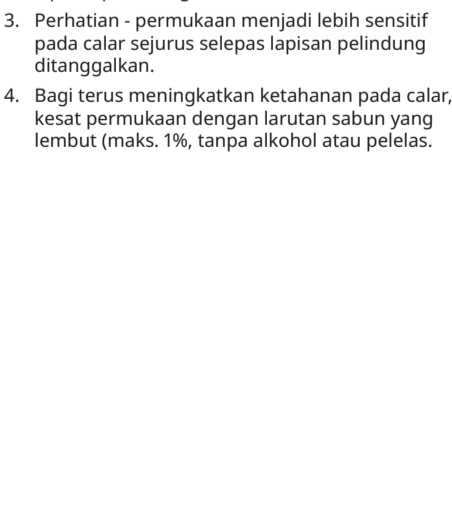 3. Perhatian - permukaan menjadi lebih sensitif
pada calar sejurus selepas lapisan pelindung
ditanggalkan.
4. Bagi terus meningkatkan ketahanan pada calar,
kesat permukaan dengan larutan sabun yang
lembut (maks. 1%, tanpa alkohol atau pelelas.